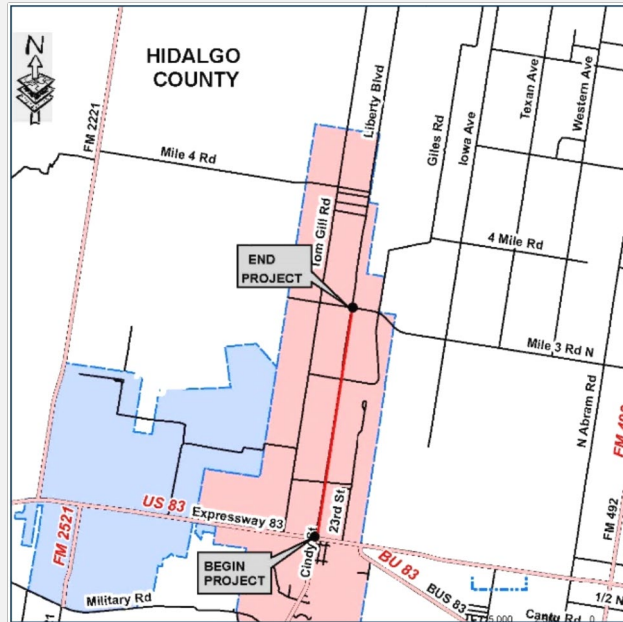 N
HIDALGO
COUNTY
FM 2221
Liberty Blvd
Giles Rd
Iowa Ave
Texan Ave
Western Ave
Mile 4 Rd
Tom Gill Rd
4 Mile Rd
END
PROJECT
Mile 3 Rd N
N Abram Rd
US 83
Expressway 83
23rd St
FM 2521
Cindy St
FM 492
BEGIN
PROJECT
BU 83
BUS 83
Military Rd
1/2 N
Cantu Rd